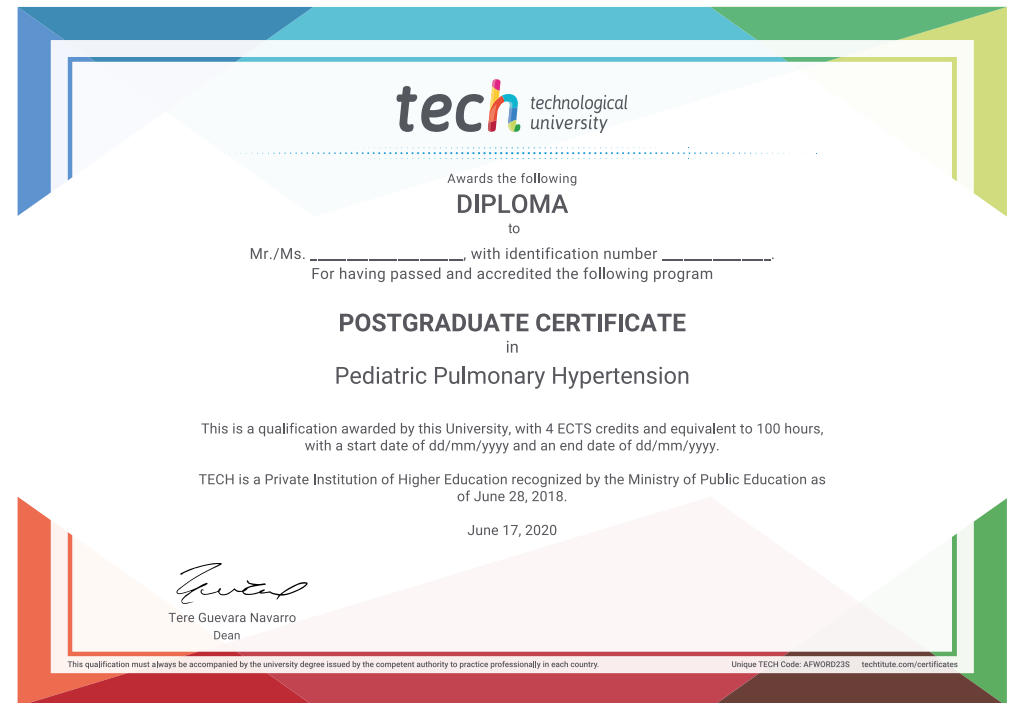 tech technological
university
Awards the following
DIPLOMA
to
Mr./Ms. ____________________, with identification number ______________.
For having passed and accredited the following program
POSTGRADUATE CERTIFICATE
in
Pediatric Pulmonary Hypertension
This is a qualification awarded by this University, with 4 ECTS credits and equivalent to 100 hours,
with a start date of dd/mm/yyyy and an end date of dd/mm/yyyy.
TECH is a Private Institution of Higher Education recognized by the Ministry of Public Education as
of June 28, 2018.
June 17, 2020
Tere Guevara Navarro
Dean
This qualification must always be accompanied by the university degree issued by the competent authority to practice professionally in each country. Unique TECH Code: AFWORD23S techtitute.com/certificates